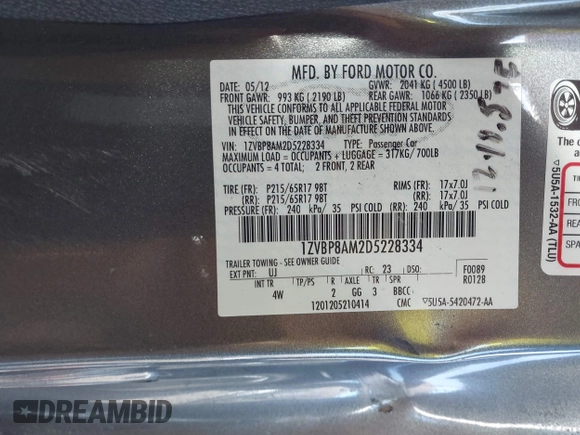 MFD. BY FORD MOTOR CO.
DATE: 05/12 GVWR: 2041 KG ( 4500 LB)
FRONT GAWR: 993 KG ( 2190 LB) REAR GAWR: 1066 KG ( 2350 LB)
THIS VEHICLE CONFORMS TO ALL APPLICABLE FEDERAL MOTOR
VEHICLE SAFETY, BUMPER, AND THEFT PREVENTION STANDARDS
IN EFFECT ON THE DATE OF MANUFACTURE SHOWN ABOVE.
VIN: 1ZVBP8AM2D5228334 TYPE: Passenger Car
MAXIMUM LOAD = OCCUPANTS + LUGGAGE = 317KG/ 700LB
OCCUPANTS = 4 TOTAL; 2 FRONT, 2 REAR
TIRE (F): P215/65R17 98T RIMS (F): 17x7.0J
(R): P215/65R17 98T (R): 17x7.0J
PRESSURE (F): 240 kPa/ 35 PSI COLD (RR): 240 kPa/ 35 PSI COLD
1ZVBP8AM2D5228334
TRAILER TOWING - SEE OWNER GUIDE
EXT PNT: UJ RC: 23 DSO: F0089
INT TR TP/PS R AXLE TR SPR R0128
4W 2 GG 3 BBCC
1201205210414 CMC 5U5A-5420472-AA
5U5A-1532-AA (TLU)
The c
TI
FRO
REA
SPA
DREAMBID